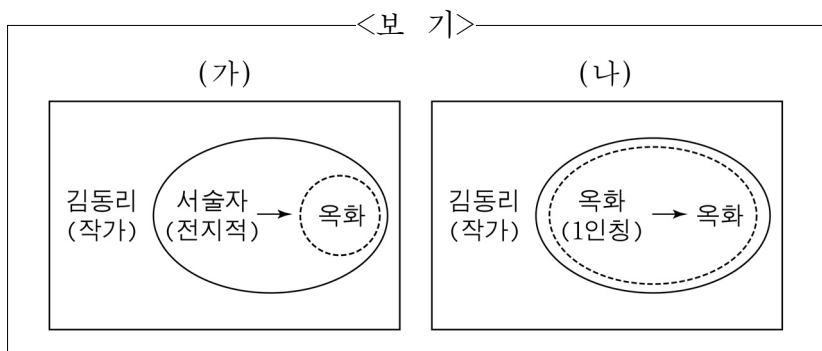 <보 기>
(가)
김동리
(작가)
서술자
(전지적)
→
옥화
(나)
김동리
(작가)
옥화
(1인칭)
→
옥화